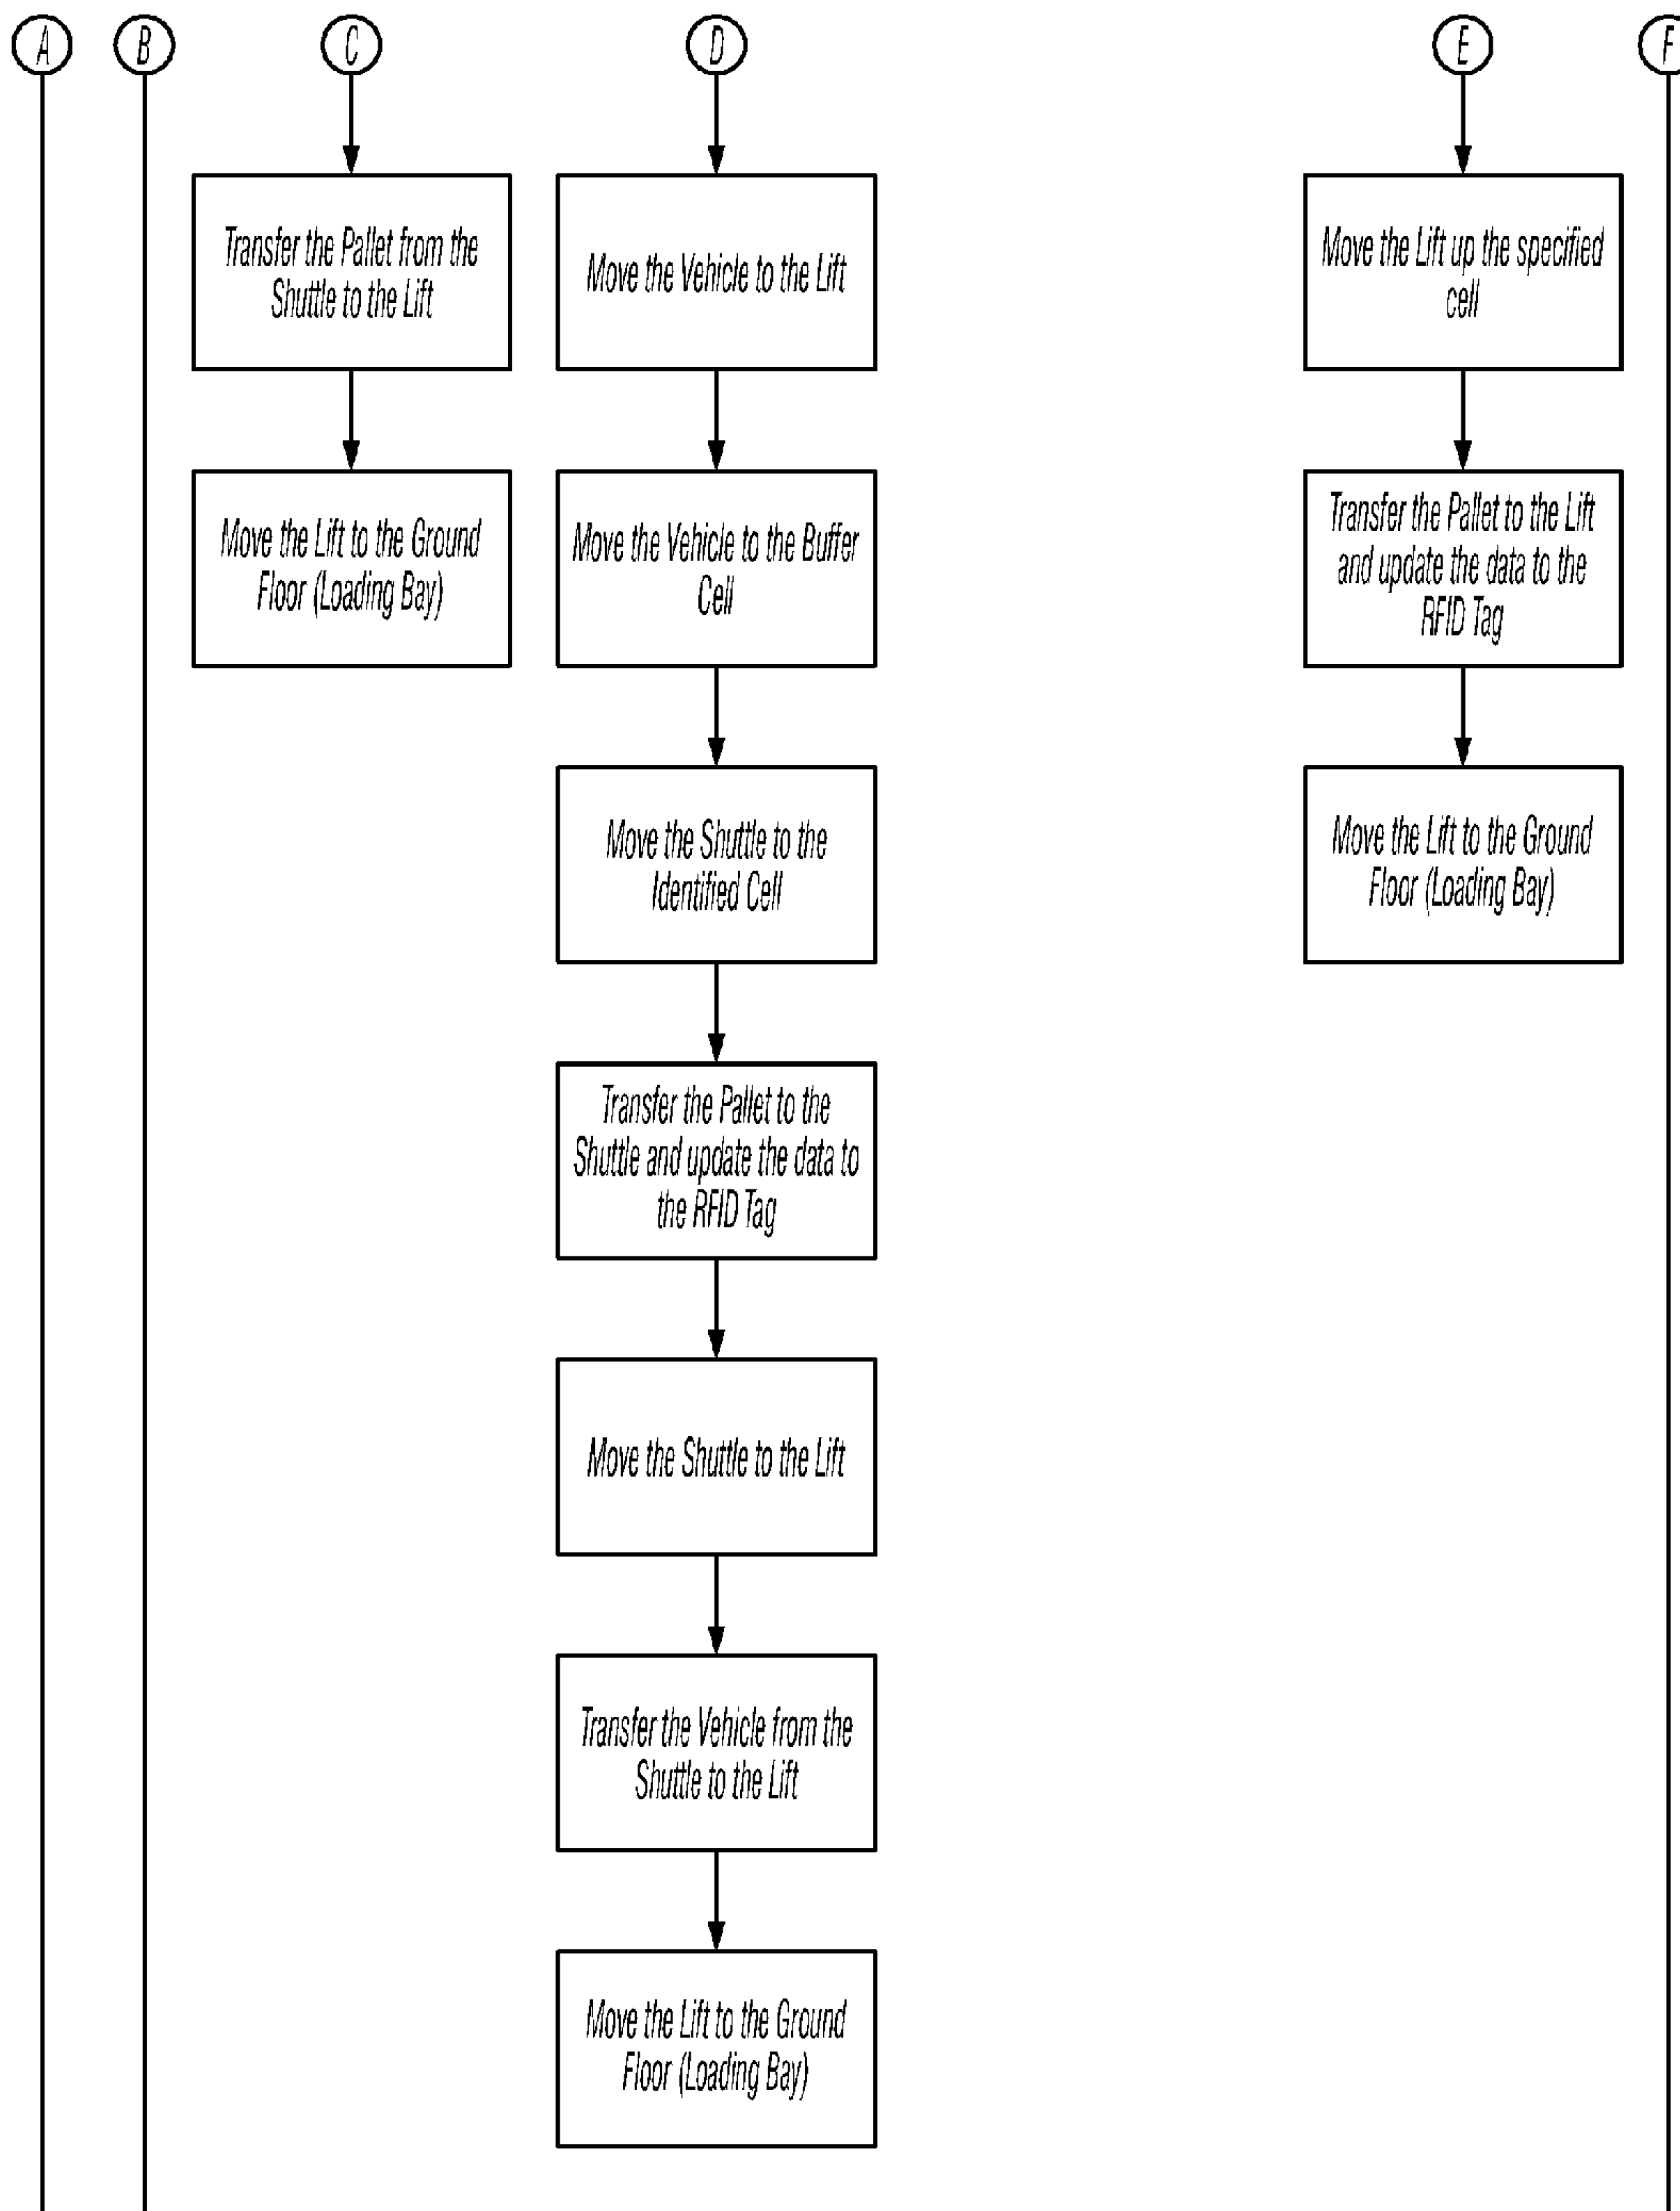 A
B
C
D
E
F
Transfer the Pallet from the
Shuttle to the Lift
Move the Lift to the Ground
Floor (Loading Bay)
Move the Vehicle to the Lift
Move the Vehicle to the Buffer
Cell
Move the Shuttle to the
Identified Cell
Transfer the Pallet to the
Shuttle and update the data to
the RFID Tag
Move the Shuttle to the Lift
Transfer the Vehicle from the
Shuttle to the Lift
Move the Lift to the Ground
Floor (Loading Bay)
Move the Lift up the specified
cell
Transfer the Pallet to the Lift
and update the data to the
RFID Tag
Move the Lift to the Ground
Floor (Loading Bay)